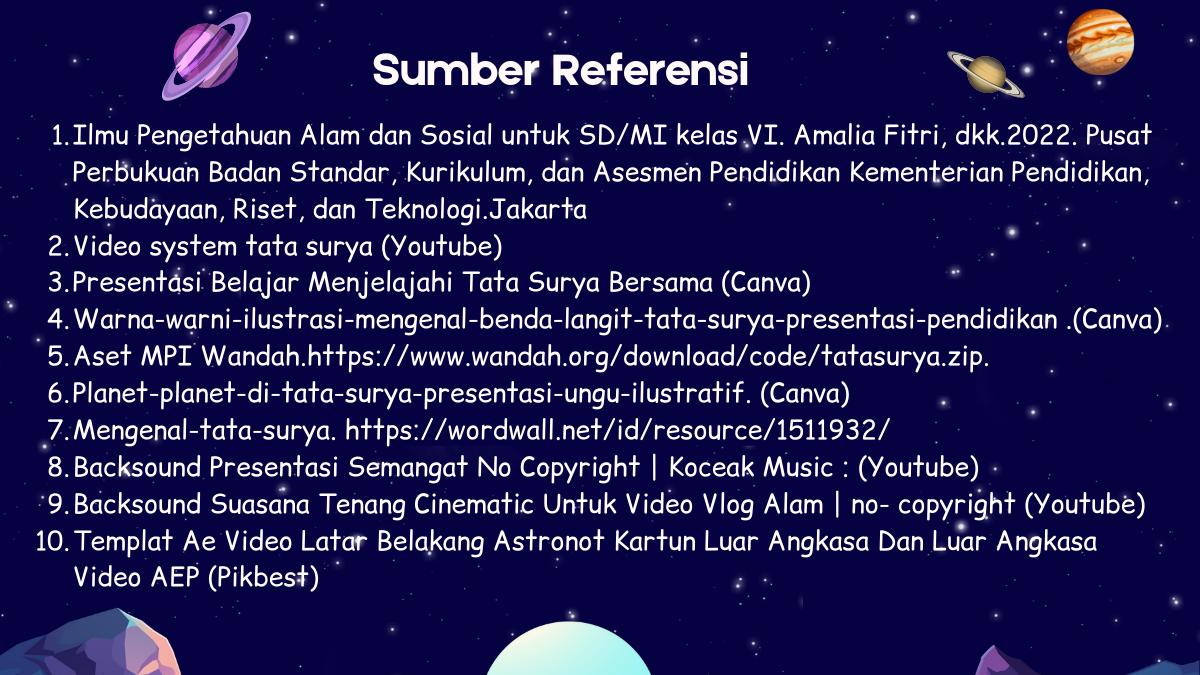 Sumber Referensi
1. Ilmu Pengetahuan Alam dan Sosial untuk SD/MI kelas VI. Amalia Fitri, dkk.2022. Pusat
Perbukuan Badan Standar, Kurikulum, dan Asesmen Pendidikan Kementerian Pendidikan,
Kebudayaan, Riset, dan Teknologi.Jakarta
2. Video system tata surya (Youtube)
3. Presentasi Belajar Menjelajahi Tata Surya Bersama (Canva)
4. Warna-warni-ilustrasi-mengenal-benda-langit-tata-surya-presentasi-pendidikan .(Canva)
5. Aset MPI Wandah.https://www.wandah.org/download/code/tatasurya.zip.
6. Planet-planet-di-tata-surya-presentasi-ungu-ilustratif. (Canva)
7. Mengenal-tata-surya. https://wordwall.net/id/resource/1511932/
8. Backsound Presentasi Semangat No Copyright | Koceak Music : (Youtube)
9. Backsound Suasana Tenang Cinematic Untuk Video Vlog Alam | no- copyright (Youtube)
10. Templat Ae Video Latar Belakang Astronot Kartun Luar Angkasa Dan Luar Angkasa
Video AEP (Pikbest)